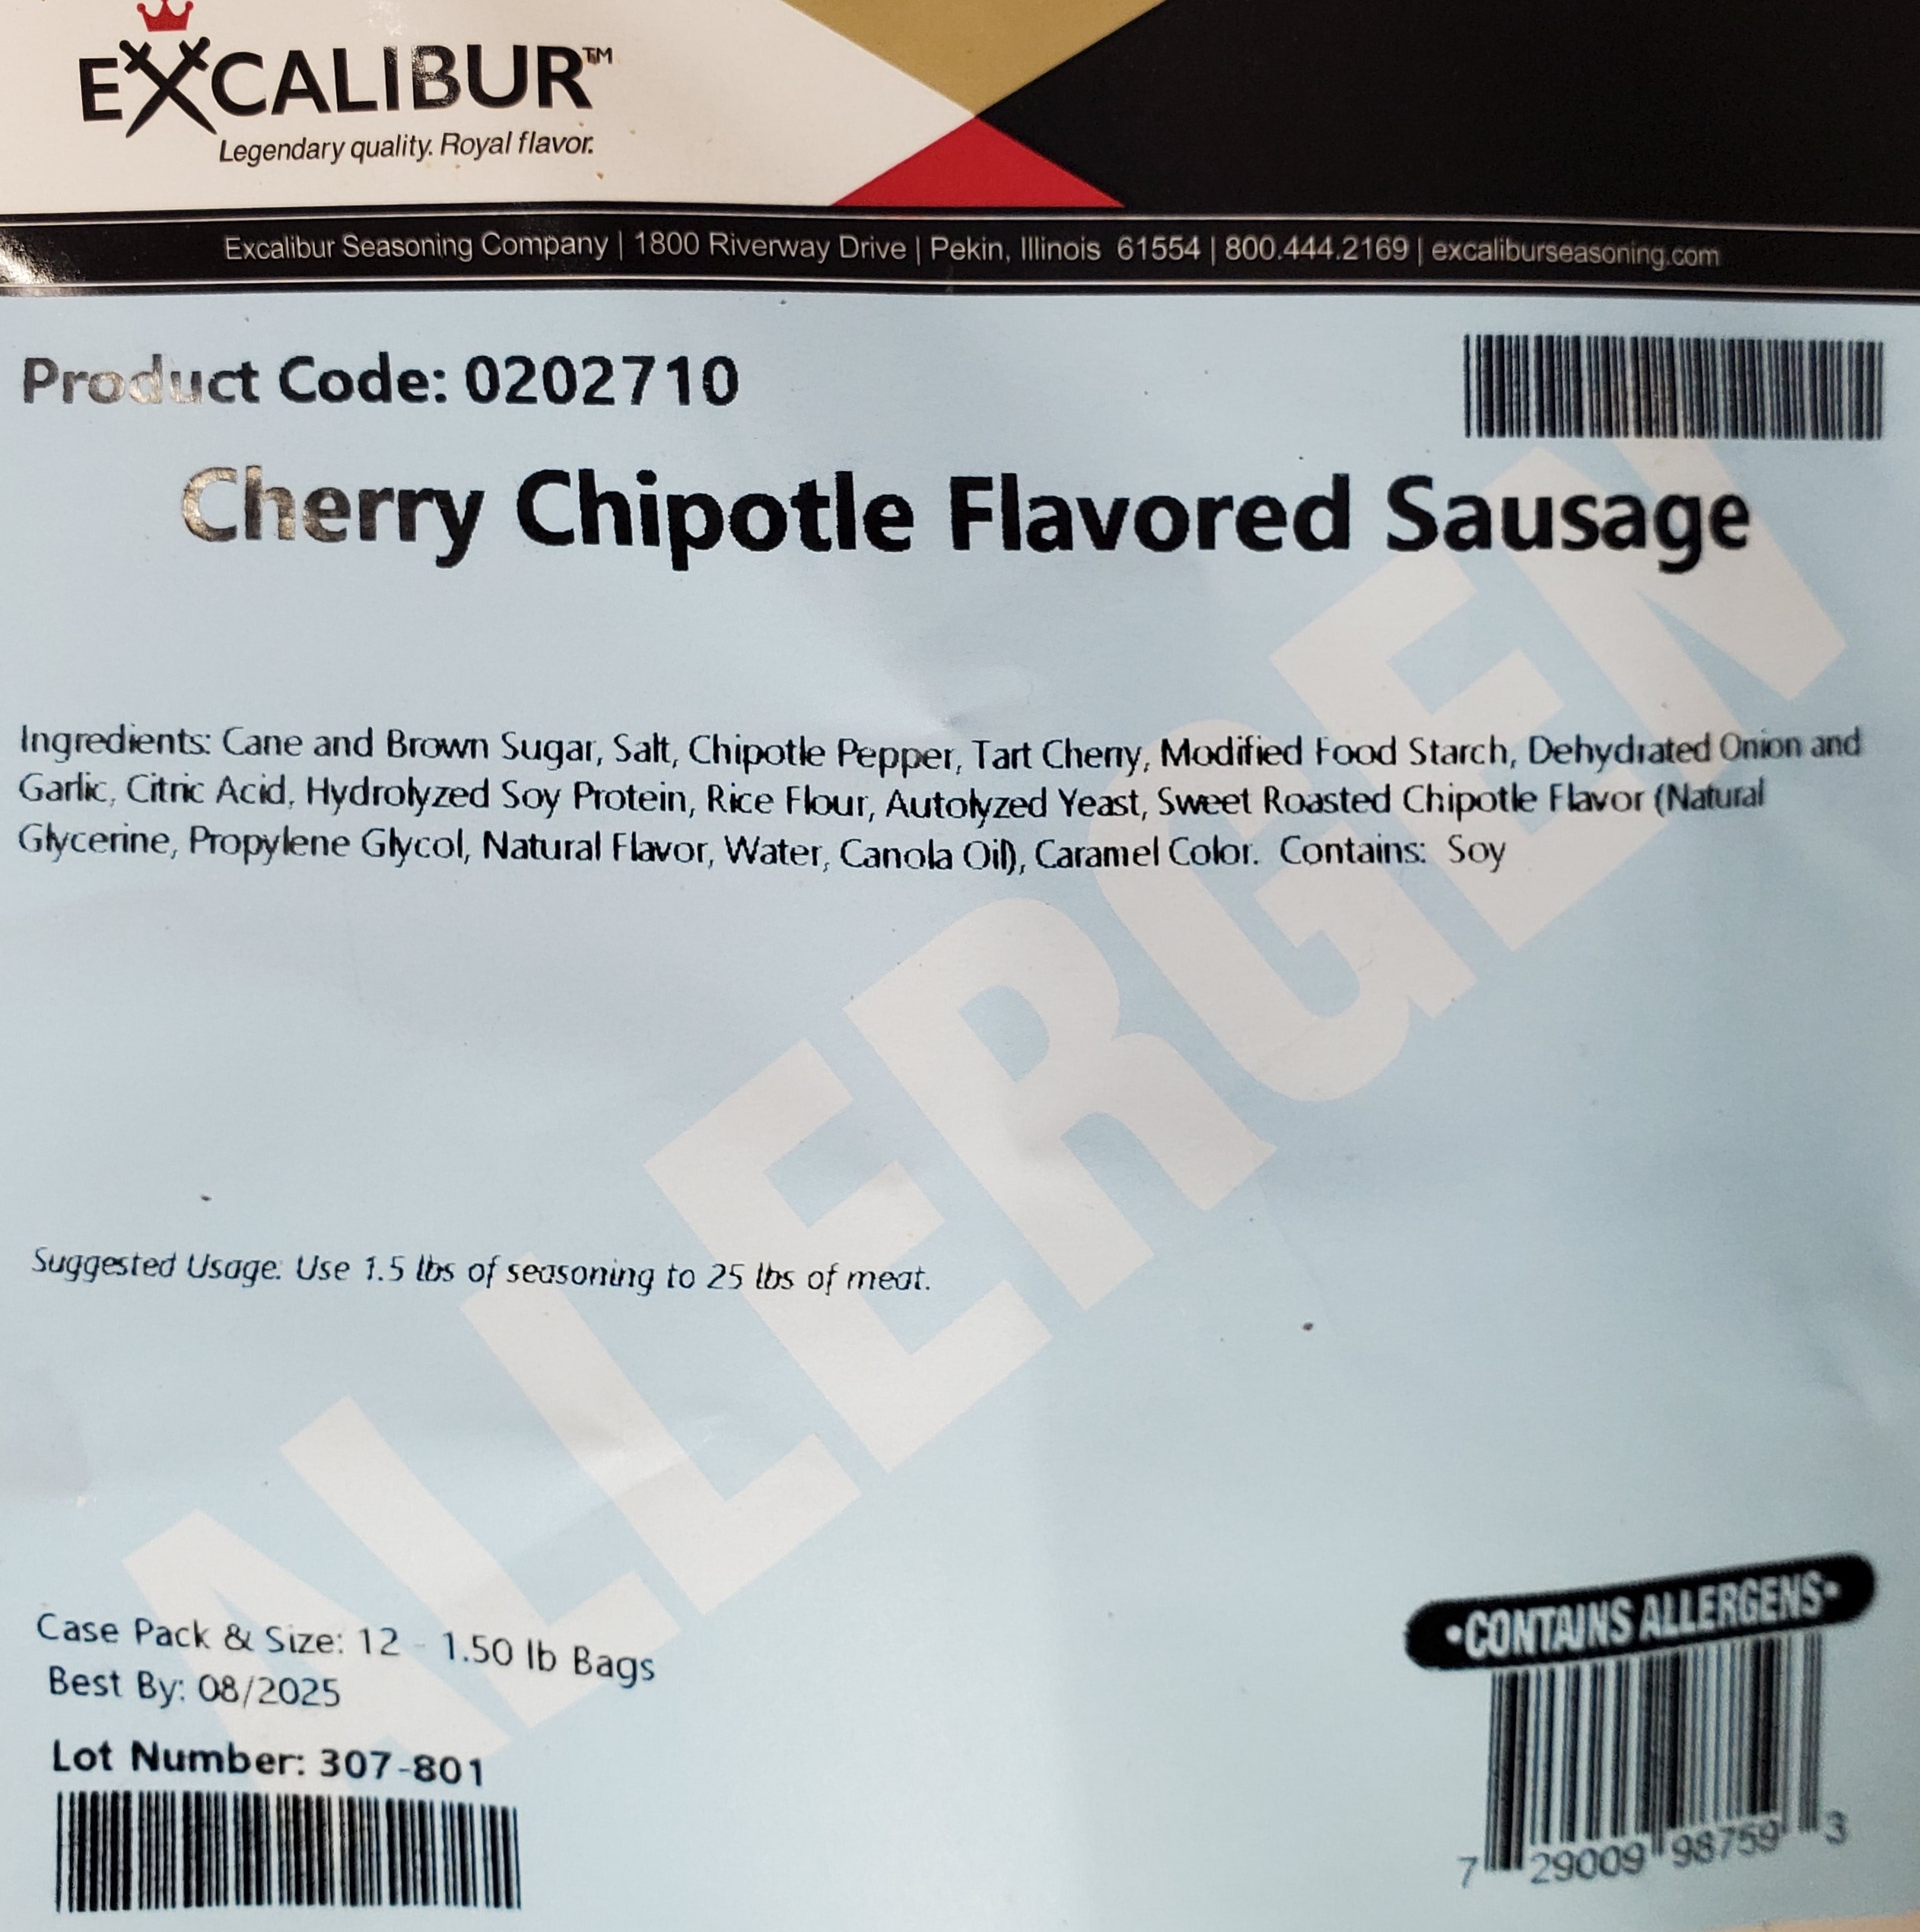 EXCALIBUR™
Legendary quality. Royal flavor.
Excalibur Seasoning Company | 1800 Riverway Drive | Pekin, Illinois 61554 | 800.444.2169 | excaliburseasoning.com
Product Code: 0202710
Cherry Chipotle Flavored Sausage
Ingredients: Cane and Brown Sugar, Salt, Chipotle Pepper, Tart Cherry, Modified Food Starch, Dehydrated Onion and
Garlic, Citric Acid, Hydrolyzed Soy Protein, Rice Flour, Autolyzed Yeast, Sweet Roasted Chipotle Flavor (Natural
Glycerine, Propylene Glycol, Natural Flavor, Water, Canola Oil), Caramel Color. Contains: Soy
ALLERGEN
Suggested Usage: Use 1.5 lbs of seasoning to 25 lbs of meat.
Case Pack & Size: 12 - 1.50 lb Bags
Best By: 08/2025
Lot Number: 307-801
•CONTAINS ALLERGENS•
7 29009 98759 3